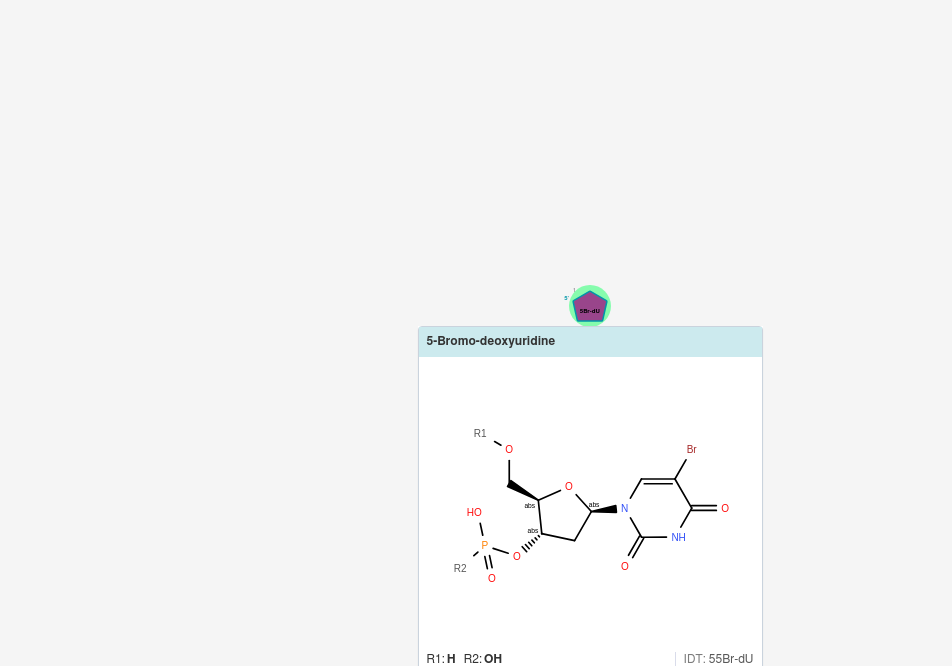 5'
5Br-dU
5-Bromo-deoxyuridine
R1
O
Br
O
abs
abs
N
O
HO
abs
P
O
NH
R2
O
O
R1: H R2: OH
IDT: 55Br-dU